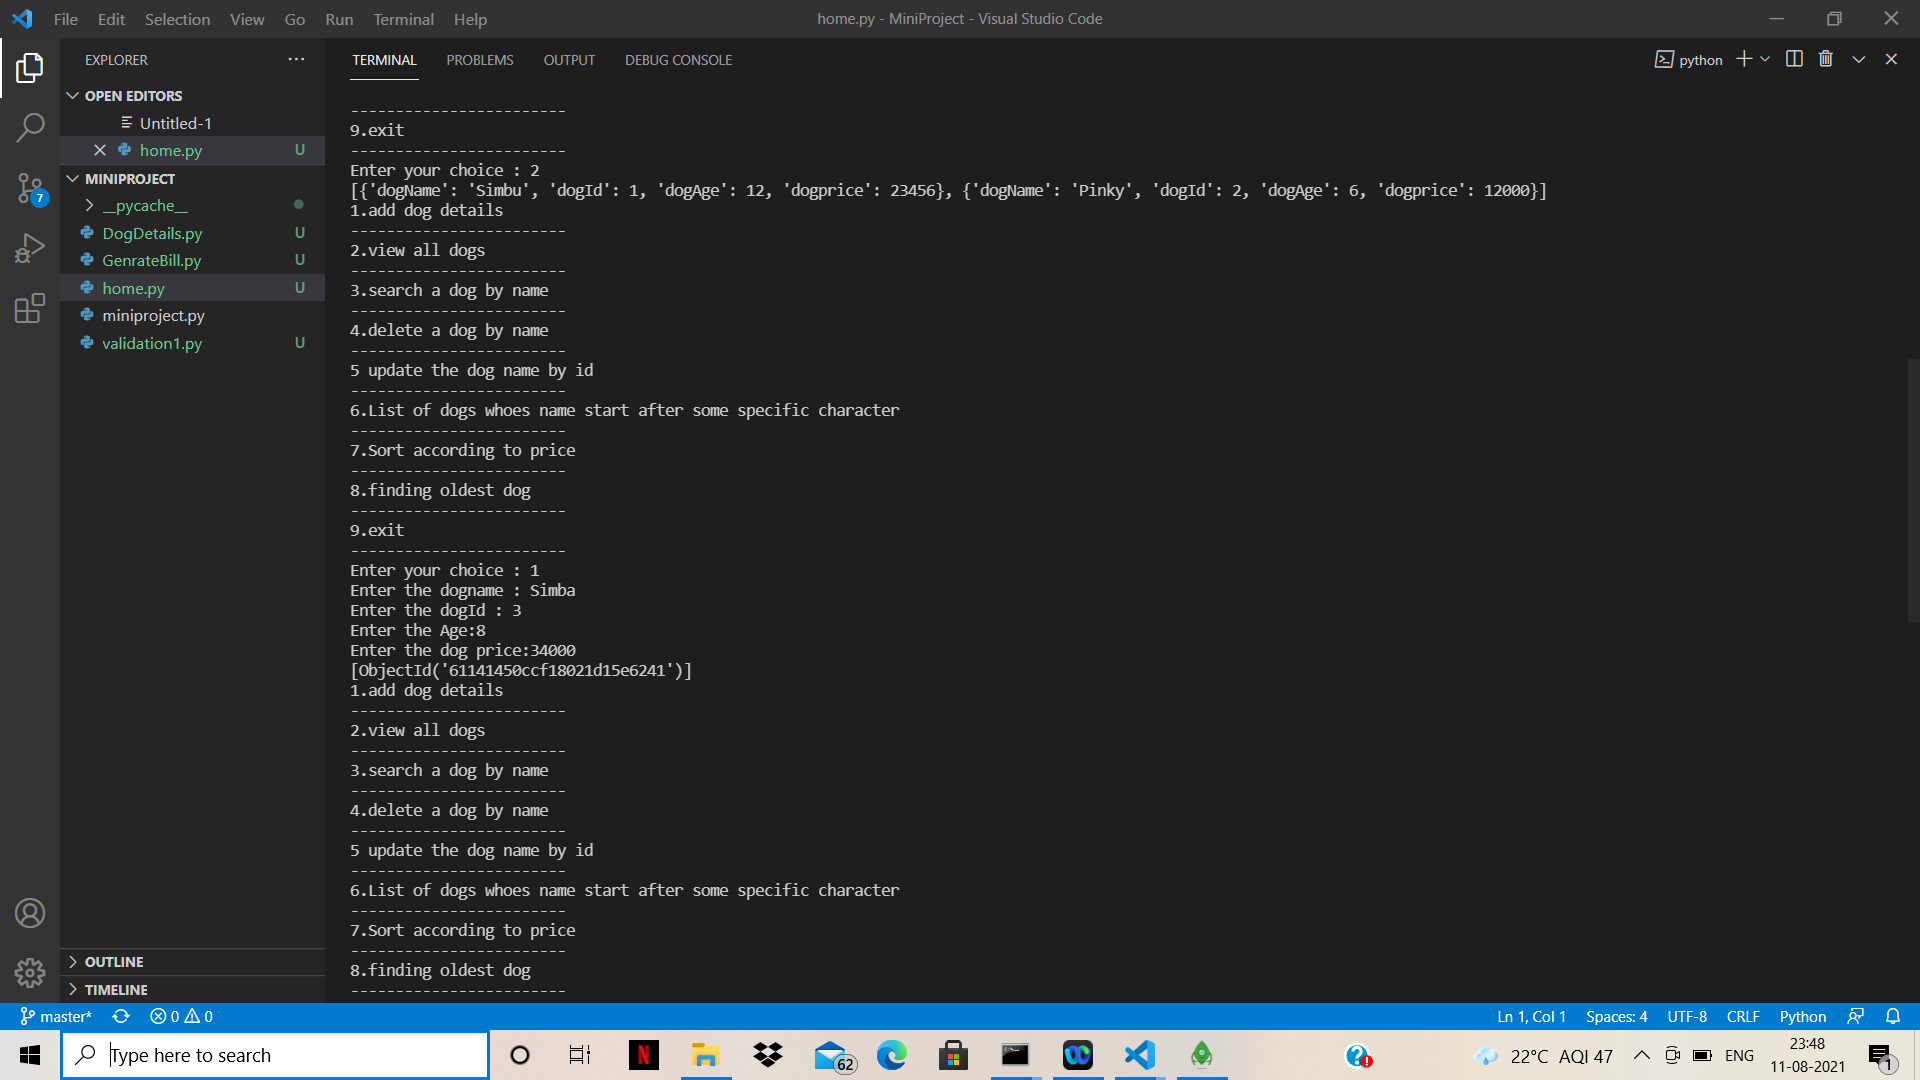 File Edit Selection View Go Run Terminal Help
home.py - MiniProject - Visual Studio Code
EXPLORER
OPEN EDITORS
Untitled-1
home.py U
MINIPROJECT
__pycache__
DogDetails.py U
GenrateBill.py U
home.py U
miniproject.py
validation1.py U
OUTLINE
TIMELINE
7
TERMINAL PROBLEMS OUTPUT DEBUG CONSOLE
python
------------------------
9.exit
------------------------
Enter your choice : 2
[{'dogName': 'Simbu', 'dogId': 1, 'dogAge': 12, 'dogprice': 23456}, {'dogName': 'Pinky', 'dogId': 2, 'dogAge': 6, 'dogprice': 12000}]
1.add dog details
------------------------
2.view all dogs
------------------------
3.search a dog by name
------------------------
4.delete a dog by name
------------------------
5 update the dog name by id
------------------------
6.List of dogs whoes name start after some specific character
------------------------
7.Sort according to price
------------------------
8.finding oldest dog
------------------------
9.exit
------------------------
Enter your choice : 1
Enter the dogname : Simba
Enter the dogId : 3
Enter the Age:8
Enter the dog price:34000
[ObjectId('61141450ccf18021d15e6241')]
1.add dog details
------------------------
2.view all dogs
------------------------
3.search a dog by name
------------------------
4.delete a dog by name
------------------------
5 update the dog name by id
------------------------
6.List of dogs whoes name start after some specific character
------------------------
7.Sort according to price
------------------------
8.finding oldest dog
------------------------
master* 0 0
Ln 1, Col 1 Spaces: 4 UTF-8 CRLF Python
Type here to search
N
62
22°C AQI 47
ENG
23:48
11-08-2021
1